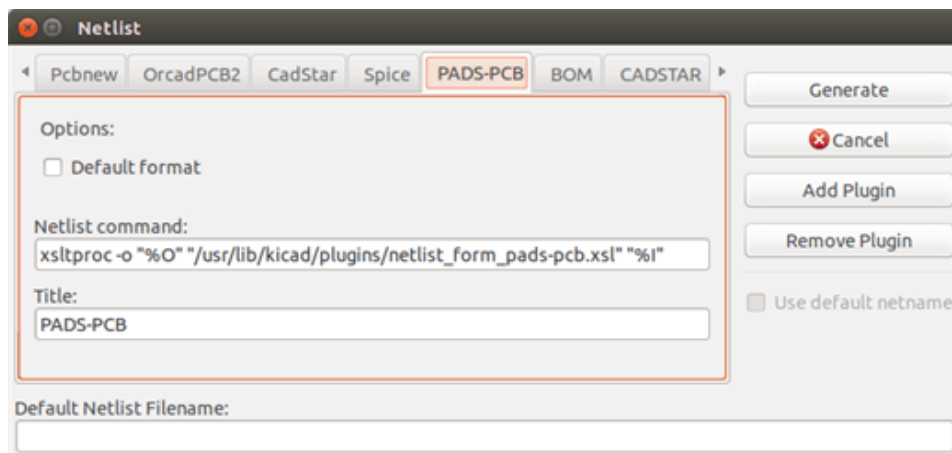 Netlist
Pcbnew OrcadPCB2 CadStar Spice PADS-PCB BOM CADSTAR
Generate
Options:
Cancel
Default format
Add Plugin
Netlist command:
Remove Plugin
xsltproc -o "%O" "/usr/lib/kicad/plugins/netlist_form_pads-pcb.xsl" "%I"
Title:
Use default netname
PADS-PCB
Default Netlist Filename: